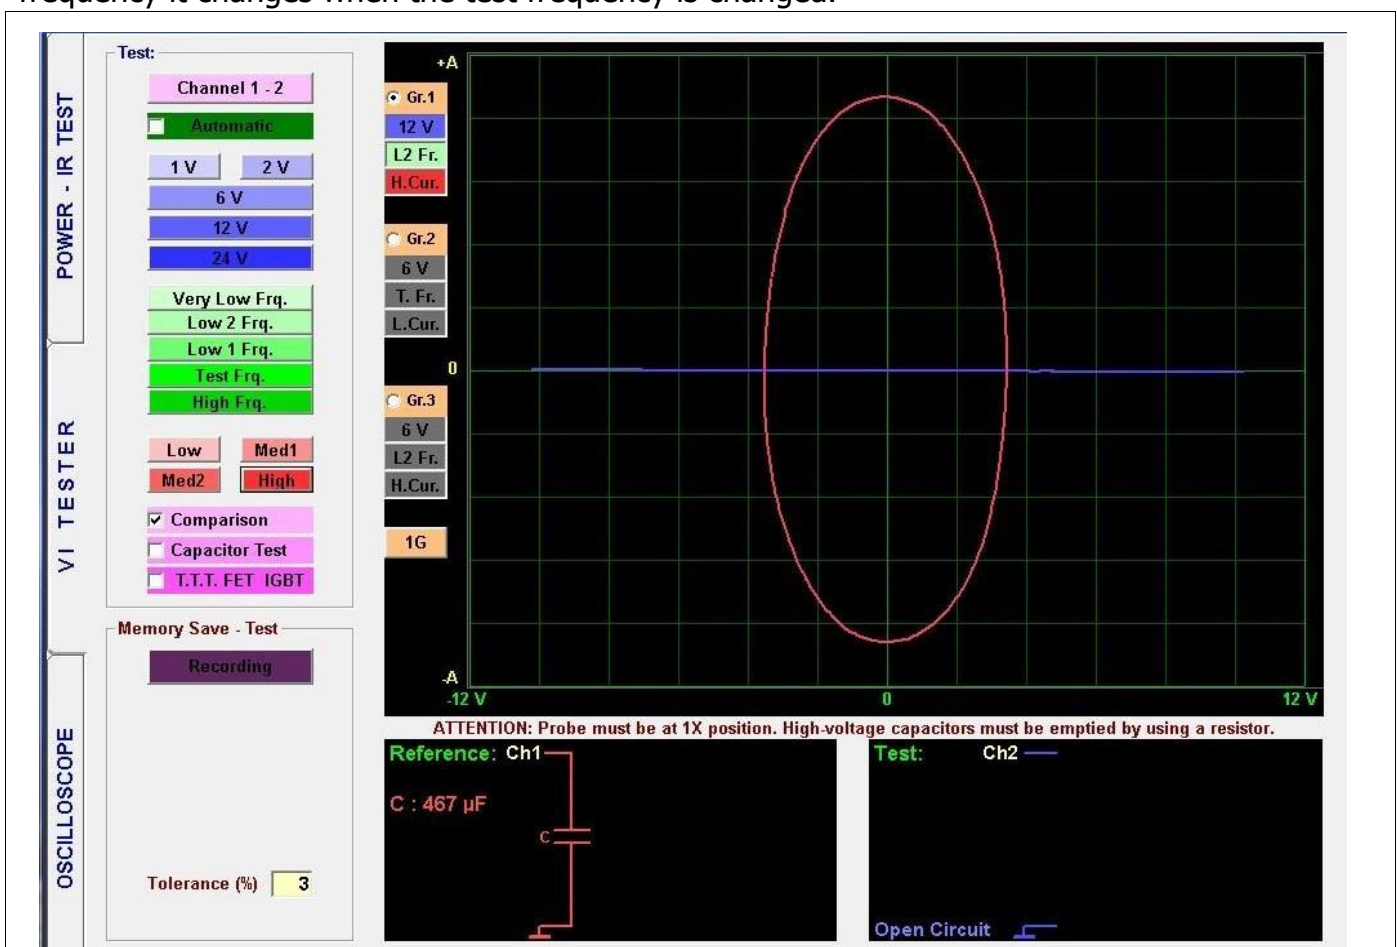 frequency it changes when the test frequency is changed.
POWER - IR TEST
VI TESTER
OSCILLOSCOPE
Test:
Channel 1 - 2
Automatic
1 V 2 V
6 V
12 V
24 V
Very Low Frq.
Low 2 Frq.
Low 1 Frq.
Test Frq.
High Frq.
Low Med1
Med2 High
Comparison
Capacitor Test
T.T.T. FET IGBT
Memory Save - Test
Recording
Tolerance (%) 3
Gr.1
12 V
L2 Fr.
H.Cur.
Gr.2
6 V
T. Fr.
L.Cur.
Gr.3
6 V
L2 Fr.
H.Cur.
1G
+A
0
-A
-12 V 0 12 V
ATTENTION: Probe must be at 1X position. High-voltage capacitors must be emptied by using a resistor.
Reference: Ch1
C : 467 µF
C
Test: Ch2
Open Circuit